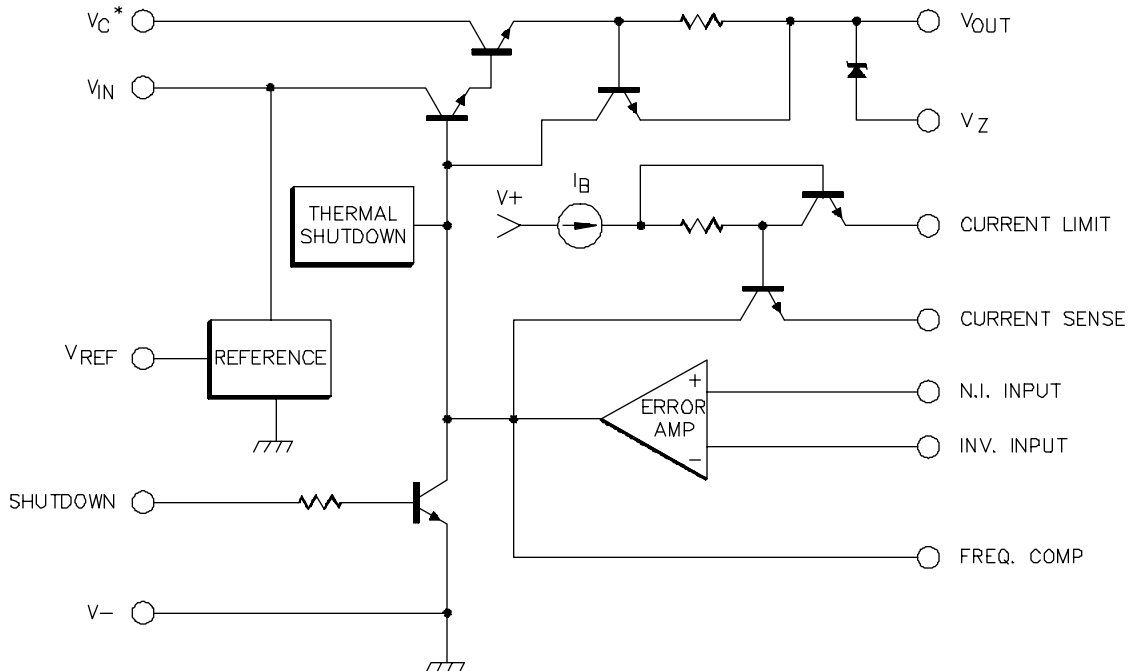 VC*
VOUT
VIN
VZ
IB
V+
THERMAL
SHUTDOWN
CURRENT LIMIT
CURRENT SENSE
VREF
REFERENCE
+
ERROR
AMP
−
N.I. INPUT
INV. INPUT
SHUTDOWN
FREQ. COMP
V−